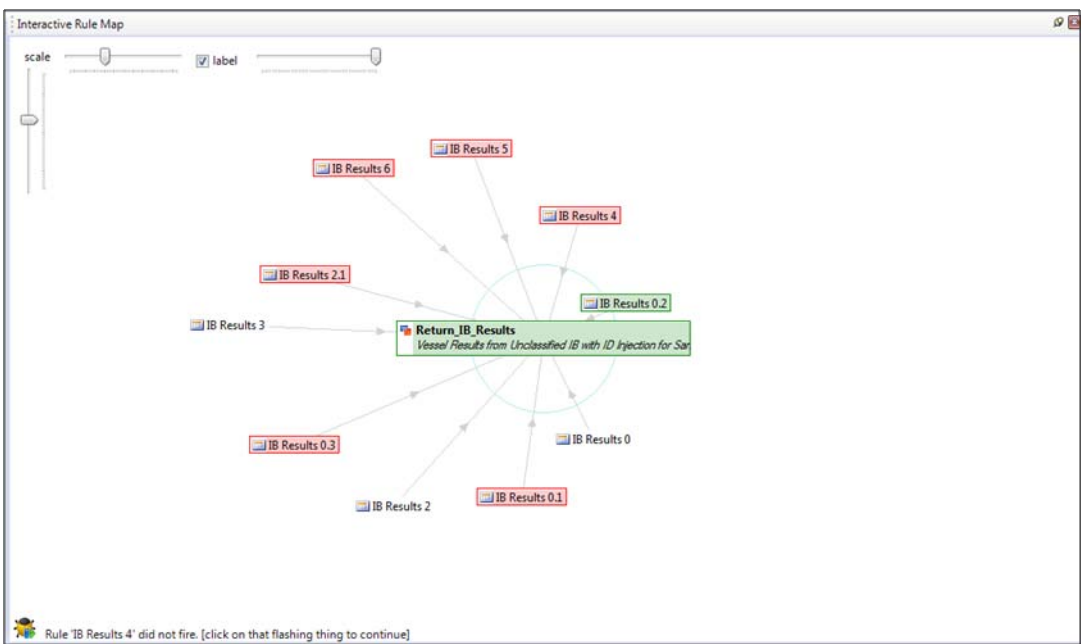 Interactive Rule Map
scale
label
IB Results 5
IB Results 6
IB Results 4
IB Results 2.1
IB Results 0.2
IB Results 3
Return_IB_Results
Vessel Results from Unclassified IB with ID Injection for Sar
IB Results 0
IB Results 0.3
IB Results 0.1
IB Results 2
Rule 'IB Results 4' did not fire. [click on that flashing thing to continue]